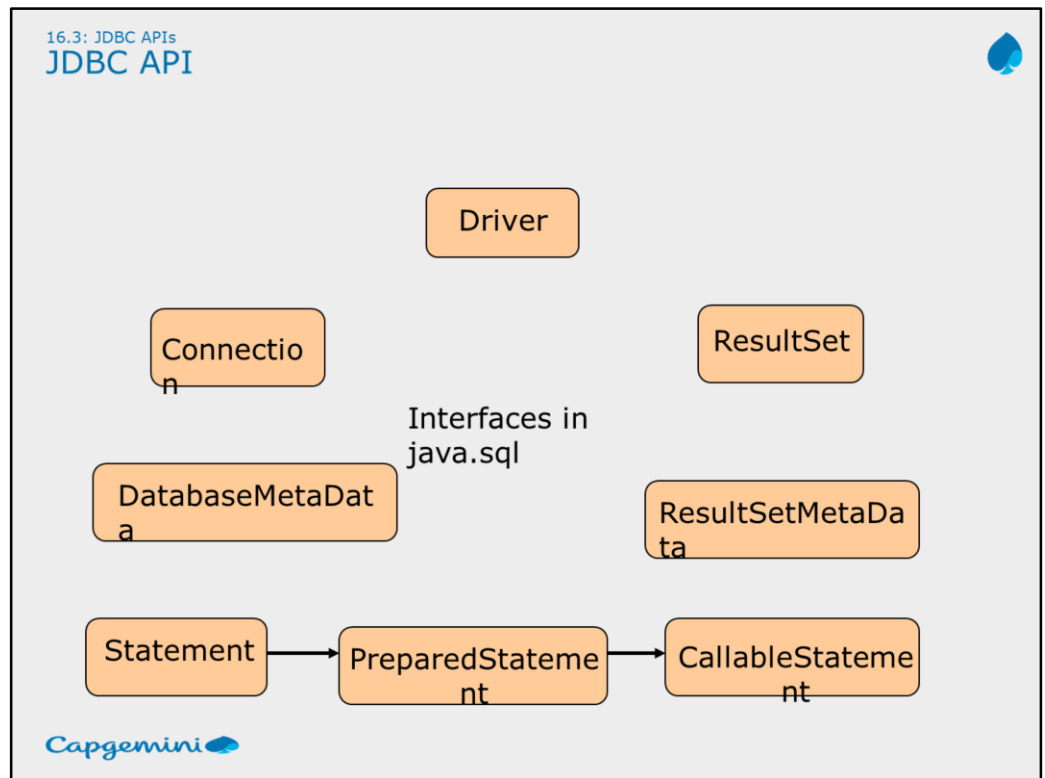 16.3: JDBC APIs
JDBC API
Driver
Connectio
n
ResultSet
Interfaces in
java.sql
DatabaseMetaDat
a
ResultSetMetaDa
ta
Statement
PreparedStateme
nt
CallableStateme
nt
Capgemini